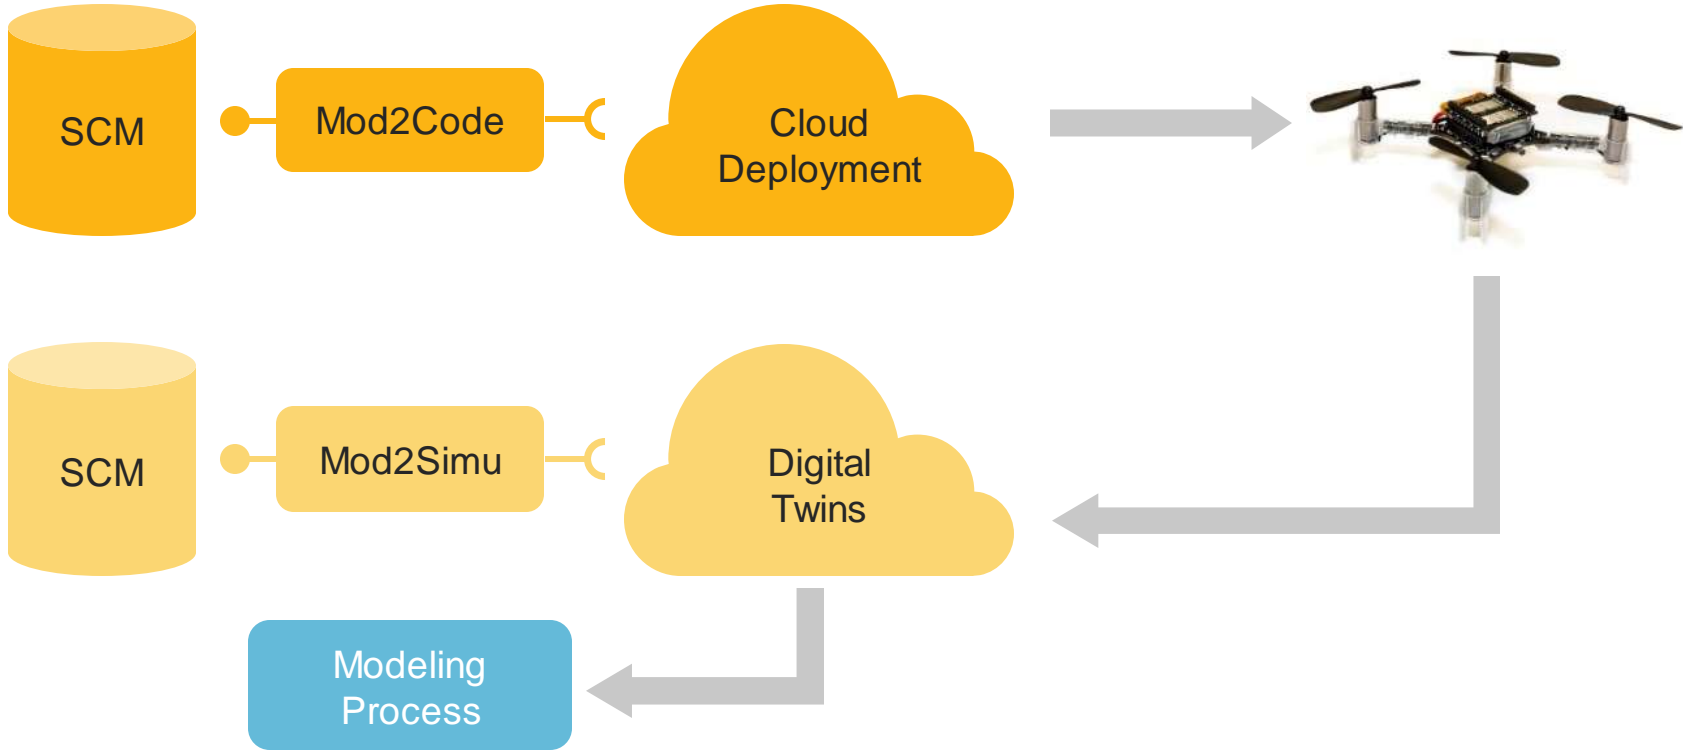 SCM
Mod2Code
Cloud
Deployment
SCM
Mod2Simu
Digital
Twins
Modeling
Process